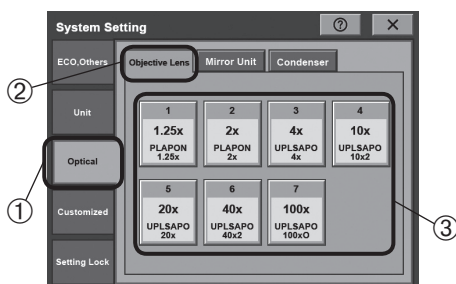 System Setting
?
X
ECO,Others
Unit
Optical
Customized
Setting Lock
Objective Lens
Mirror Unit
Condenser
1
1.25x
PLAPON
1.25x
2
2x
PLAPON
2x
3
4x
UPLSAPO
4x
4
10x
UPLSAPO
10x2
5
20x
UPLSAPO
20x
6
40x
UPLSAPO
40x2
7
100x
UPLSAPO
100xO
①
②
③